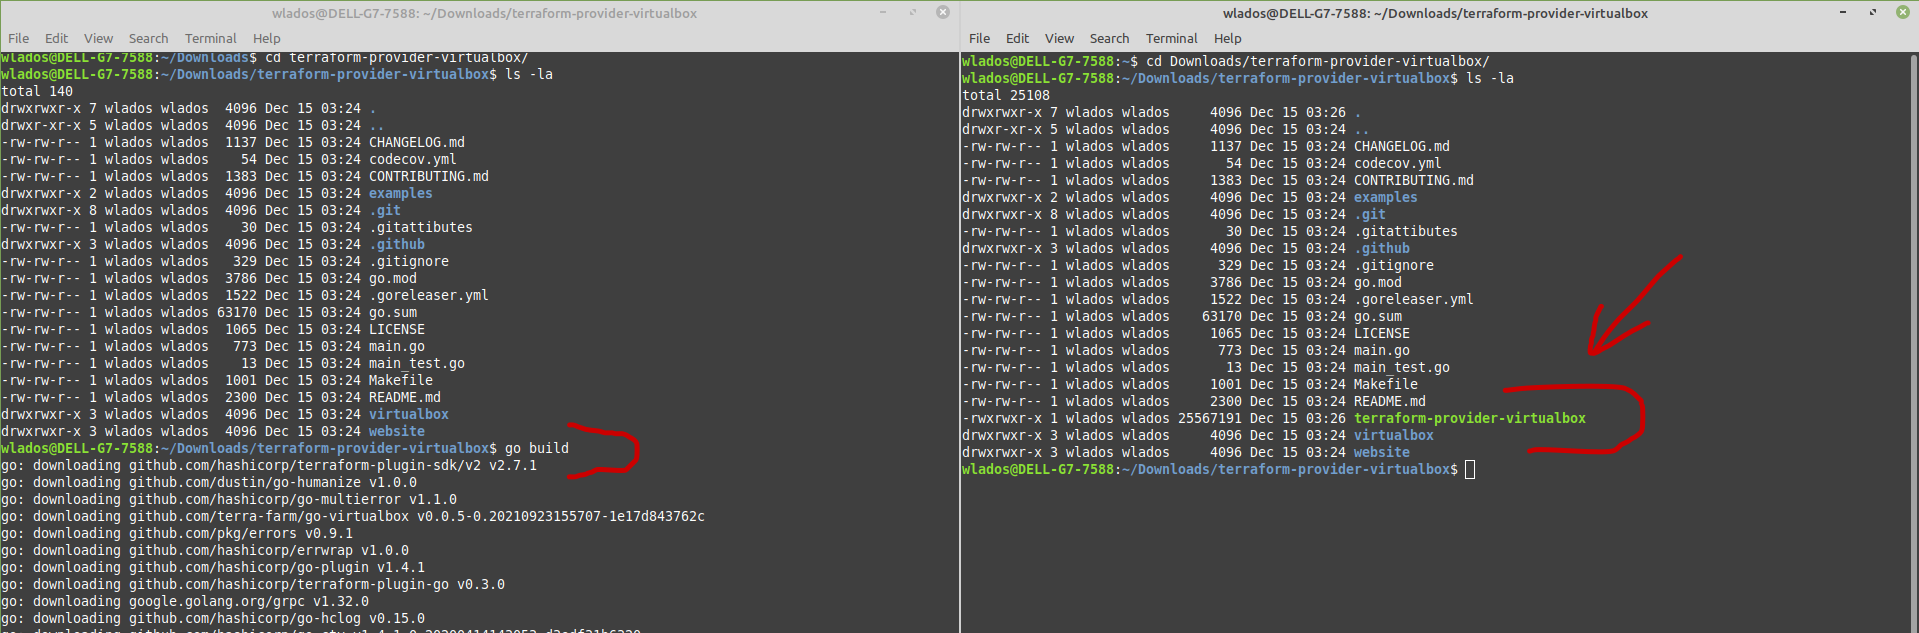 wlados@DELL-G7-7588: ~/Downloads/terraform-provider-virtualbox
File Edit View Search Terminal Help
wlados@DELL-G7-7588:~/Downloads$ cd terraform-provider-virtualbox/
wlados@DELL-G7-7588:~/Downloads/terraform-provider-virtualbox$ ls -la
total 140
drwxrwxr-x 7 wlados wlados  4096 Dec 15 03:24 .
drwxr-xr-x 5 wlados wlados  4096 Dec 15 03:24 ..
-rw-rw-r-- 1 wlados wlados  1137 Dec 15 03:24 CHANGELOG.md
-rw-rw-r-- 1 wlados wlados    54 Dec 15 03:24 codecov.yml
-rw-rw-r-- 1 wlados wlados  1383 Dec 15 03:24 CONTRIBUTING.md
drwxrwxr-x 2 wlados wlados  4096 Dec 15 03:24 examples
drwxrwxr-x 8 wlados wlados  4096 Dec 15 03:24 .git
-rw-rw-r-- 1 wlados wlados    30 Dec 15 03:24 .gitattibutes
drwxrwxr-x 3 wlados wlados  4096 Dec 15 03:24 .github
-rw-rw-r-- 1 wlados wlados   329 Dec 15 03:24 .gitignore
-rw-rw-r-- 1 wlados wlados  3786 Dec 15 03:24 go.mod
-rw-rw-r-- 1 wlados wlados  1522 Dec 15 03:24 .goreleaser.yml
-rw-rw-r-- 1 wlados wlados 63170 Dec 15 03:24 go.sum
-rw-rw-r-- 1 wlados wlados  1065 Dec 15 03:24 LICENSE
-rw-rw-r-- 1 wlados wlados   773 Dec 15 03:24 main.go
-rw-rw-r-- 1 wlados wlados    13 Dec 15 03:24 main_test.go
-rw-rw-r-- 1 wlados wlados  1001 Dec 15 03:24 Makefile
-rw-rw-r-- 1 wlados wlados  2300 Dec 15 03:24 README.md
drwxrwxr-x 3 wlados wlados  4096 Dec 15 03:24 virtualbox
drwxrwxr-x 3 wlados wlados  4096 Dec 15 03:24 website
wlados@DELL-G7-7588:~/Downloads/terraform-provider-virtualbox$ go build
go: downloading github.com/hashicorp/terraform-plugin-sdk/v2 v2.7.1
go: downloading github.com/dustin/go-humanize v1.0.0
go: downloading github.com/hashicorp/go-multierror v1.1.0
go: downloading github.com/terra-farm/go-virtualbox v0.0.5-0.20210923155707-1e17d843762c
go: downloading github.com/pkg/errors v0.9.1
go: downloading github.com/hashicorp/errwrap v1.0.0
go: downloading github.com/hashicorp/go-plugin v1.4.1
go: downloading github.com/hashicorp/terraform-plugin-go v0.3.0
go: downloading google.golang.org/grpc v1.32.0
go: downloading github.com/hashicorp/go-hclog v0.15.0
wlados@DELL-G7-7588: ~/Downloads/terraform-provider-virtualbox
File Edit View Search Terminal Help
wlados@DELL-G7-7588:~$ cd Downloads/terraform-provider-virtualbox/
wlados@DELL-G7-7588:~/Downloads/terraform-provider-virtualbox$ ls -la
total 25108
drwxrwxr-x 7 wlados wlados     4096 Dec 15 03:26 .
drwxr-xr-x 5 wlados wlados     4096 Dec 15 03:24 ..
-rw-rw-r-- 1 wlados wlados     1137 Dec 15 03:24 CHANGELOG.md
-rw-rw-r-- 1 wlados wlados       54 Dec 15 03:24 codecov.yml
-rw-rw-r-- 1 wlados wlados     1383 Dec 15 03:24 CONTRIBUTING.md
drwxrwxr-x 2 wlados wlados     4096 Dec 15 03:24 examples
drwxrwxr-x 8 wlados wlados     4096 Dec 15 03:24 .git
-rw-rw-r-- 1 wlados wlados       30 Dec 15 03:24 .gitattibutes
drwxrwxr-x 3 wlados wlados     4096 Dec 15 03:24 .github
-rw-rw-r-- 1 wlados wlados      329 Dec 15 03:24 .gitignore
-rw-rw-r-- 1 wlados wlados     3786 Dec 15 03:24 go.mod
-rw-rw-r-- 1 wlados wlados     1522 Dec 15 03:24 .goreleaser.yml
-rw-rw-r-- 1 wlados wlados    63170 Dec 15 03:24 go.sum
-rw-rw-r-- 1 wlados wlados     1065 Dec 15 03:24 LICENSE
-rw-rw-r-- 1 wlados wlados      773 Dec 15 03:24 main.go
-rw-rw-r-- 1 wlados wlados       13 Dec 15 03:24 main_test.go
-rw-rw-r-- 1 wlados wlados     1001 Dec 15 03:24 Makefile
-rw-rw-r-- 1 wlados wlados     2300 Dec 15 03:24 README.md
-rwxrwxr-x 1 wlados wlados 25567191 Dec 15 03:26 terraform-provider-virtualbox
drwxrwxr-x 3 wlados wlados     4096 Dec 15 03:24 virtualbox
drwxrwxr-x 3 wlados wlados     4096 Dec 15 03:24 website
wlados@DELL-G7-7588:~/Downloads/terraform-provider-virtualbox$